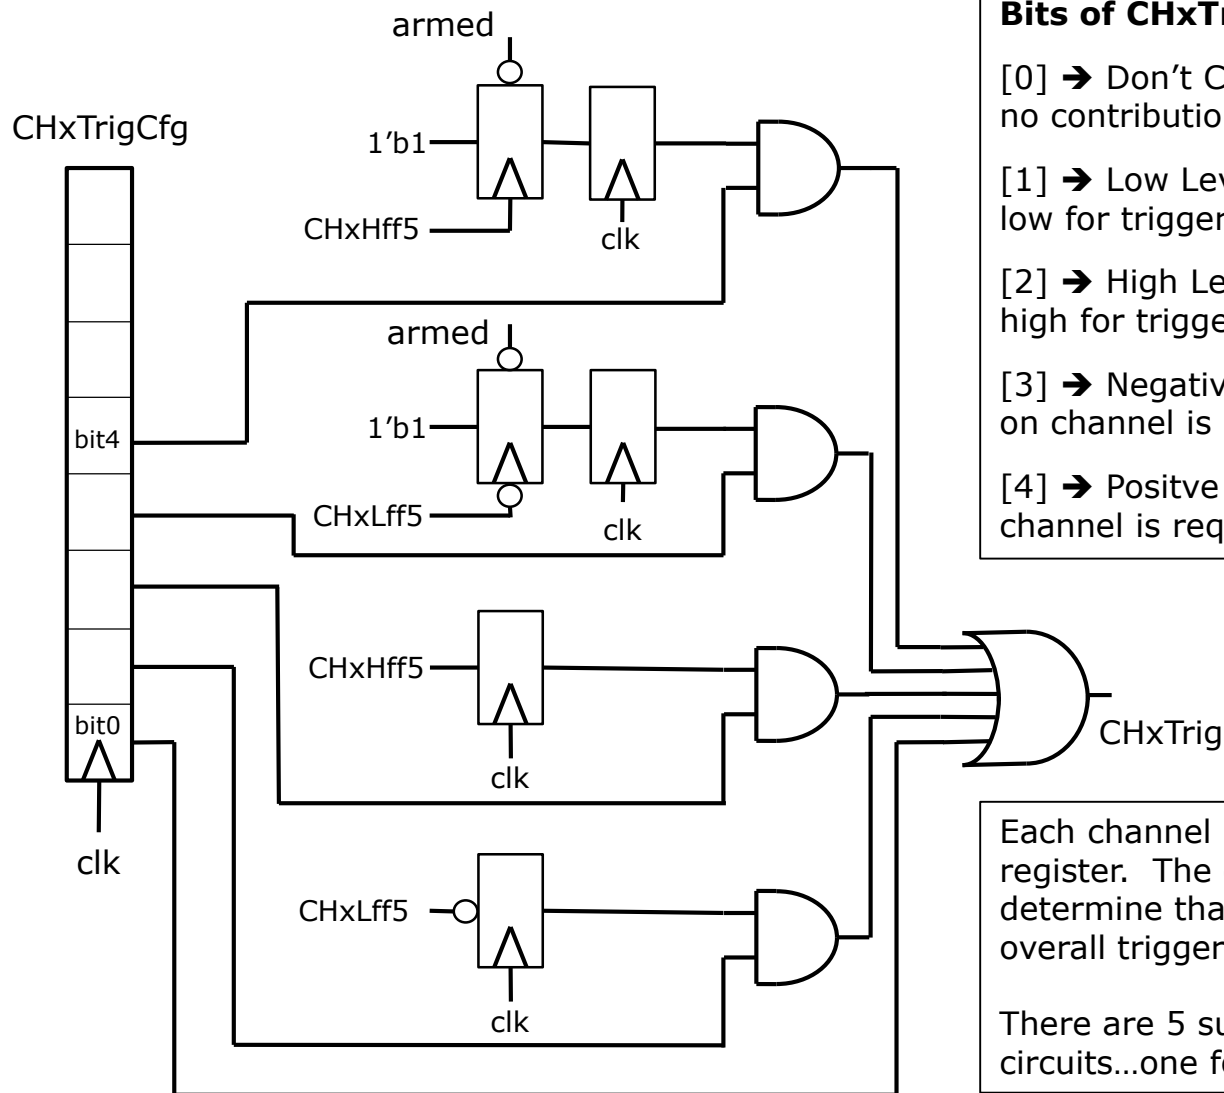 armed
CHxTrigCfg
1'b1
CHxHff5
clk
armed
bit4
1'b1
CHxLff5
clk
CHxHff5
clk
bit0
clk
CHxLff5
clk
CHxTrig
Bits of CHxTr
[0] ➔ Don't C
no contributio
[1] ➔ Low Lev
low for trigger
[2] ➔ High Le
high for trigge
[3] ➔ Negativ
on channel is
[4] ➔ Positve
channel is req
Each channel
register. The
determine tha
overall trigger
There are 5 su
circuits…one fo